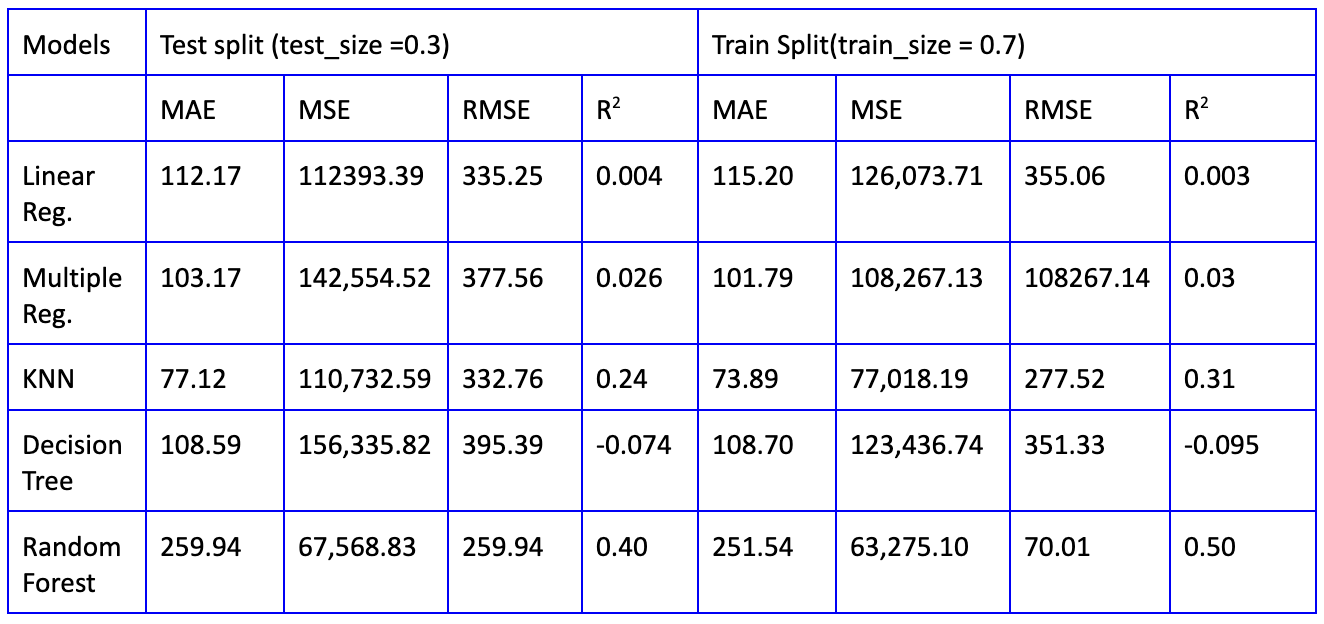 Models Test split (test_size =0.3) Train Split(train_size = 0.7)
MAE MSE RMSE R² MAE MSE RMSE R²
Linear Reg. 112.17 112393.39 335.25 0.004 115.20 126,073.71 355.06 0.003
Multiple Reg. 103.17 142,554.52 377.56 0.026 101.79 108,267.13 108267.14 0.03
KNN 77.12 110,732.59 332.76 0.24 73.89 77,018.19 277.52 0.31
Decision Tree 108.59 156,335.82 395.39 -0.074 108.70 123,436.74 351.33 -0.095
Random Forest 259.94 67,568.83 259.94 0.40 251.54 63,275.10 70.01 0.50